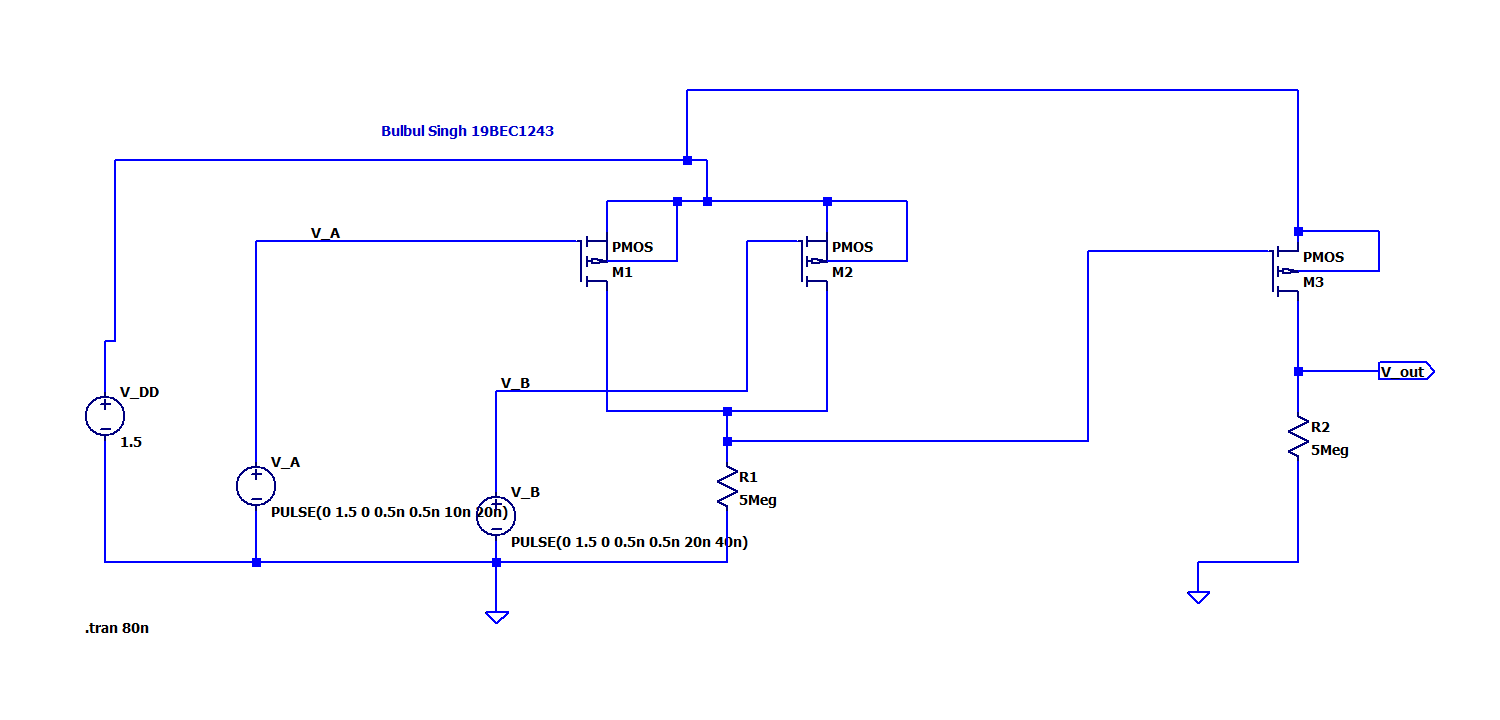 Bulbul Singh 19BEC1243
V_A
PMOS
M1
PMOS
M2
PMOS
M3
V_DD
1.5
V_B
V_out
V_A
PULSE(0 1.5 0 0.5n 0.5n 10n 20n)
V_B
PULSE(0 1.5 0 0.5n 0.5n 20n 40n)
R1
5Meg
R2
5Meg
.tran 80n